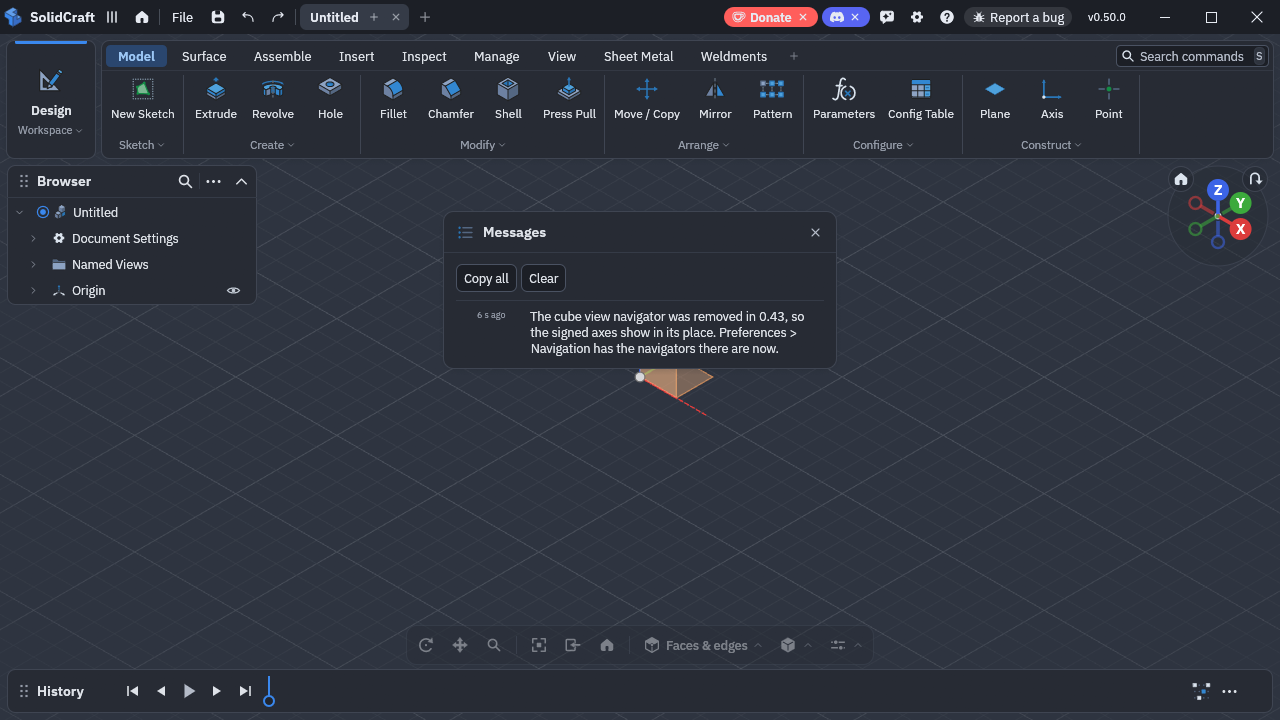 SolidCraft
File
Untitled
Donate
Report a bug
v0.50.0
Design
Workspace
Model
Surface
Assemble
Insert
Inspect
Manage
View
Sheet Metal
Weldments
Search commands
S
New Sketch
Extrude
Revolve
Hole
Fillet
Chamfer
Shell
Press Pull
Move / Copy
Mirror
Pattern
Parameters
Config Table
Plane
Axis
Point
Sketch
Create
Modify
Arrange
Configure
Construct
Browser
Untitled
Document Settings
Named Views
Origin
Z
Y
X
Messages
Copy all
Clear
6 s ago
The cube view navigator was removed in 0.43, so
the signed axes show in its place. Preferences >
Navigation has the navigators there are now.
Faces & edges
History